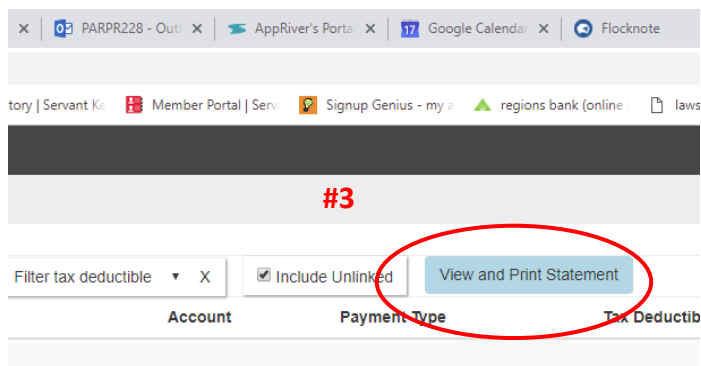 PARPR228 - Outl AppRiver's Portal 17 Google Calendar Flocknote
tory | Servant Ke Member Portal | Serv Signup Genius - my a regions bank (online laws
#3
Filter tax deductible ▼ X Include Unlinked View and Print Statement
Account Payment Type Tax Deductib